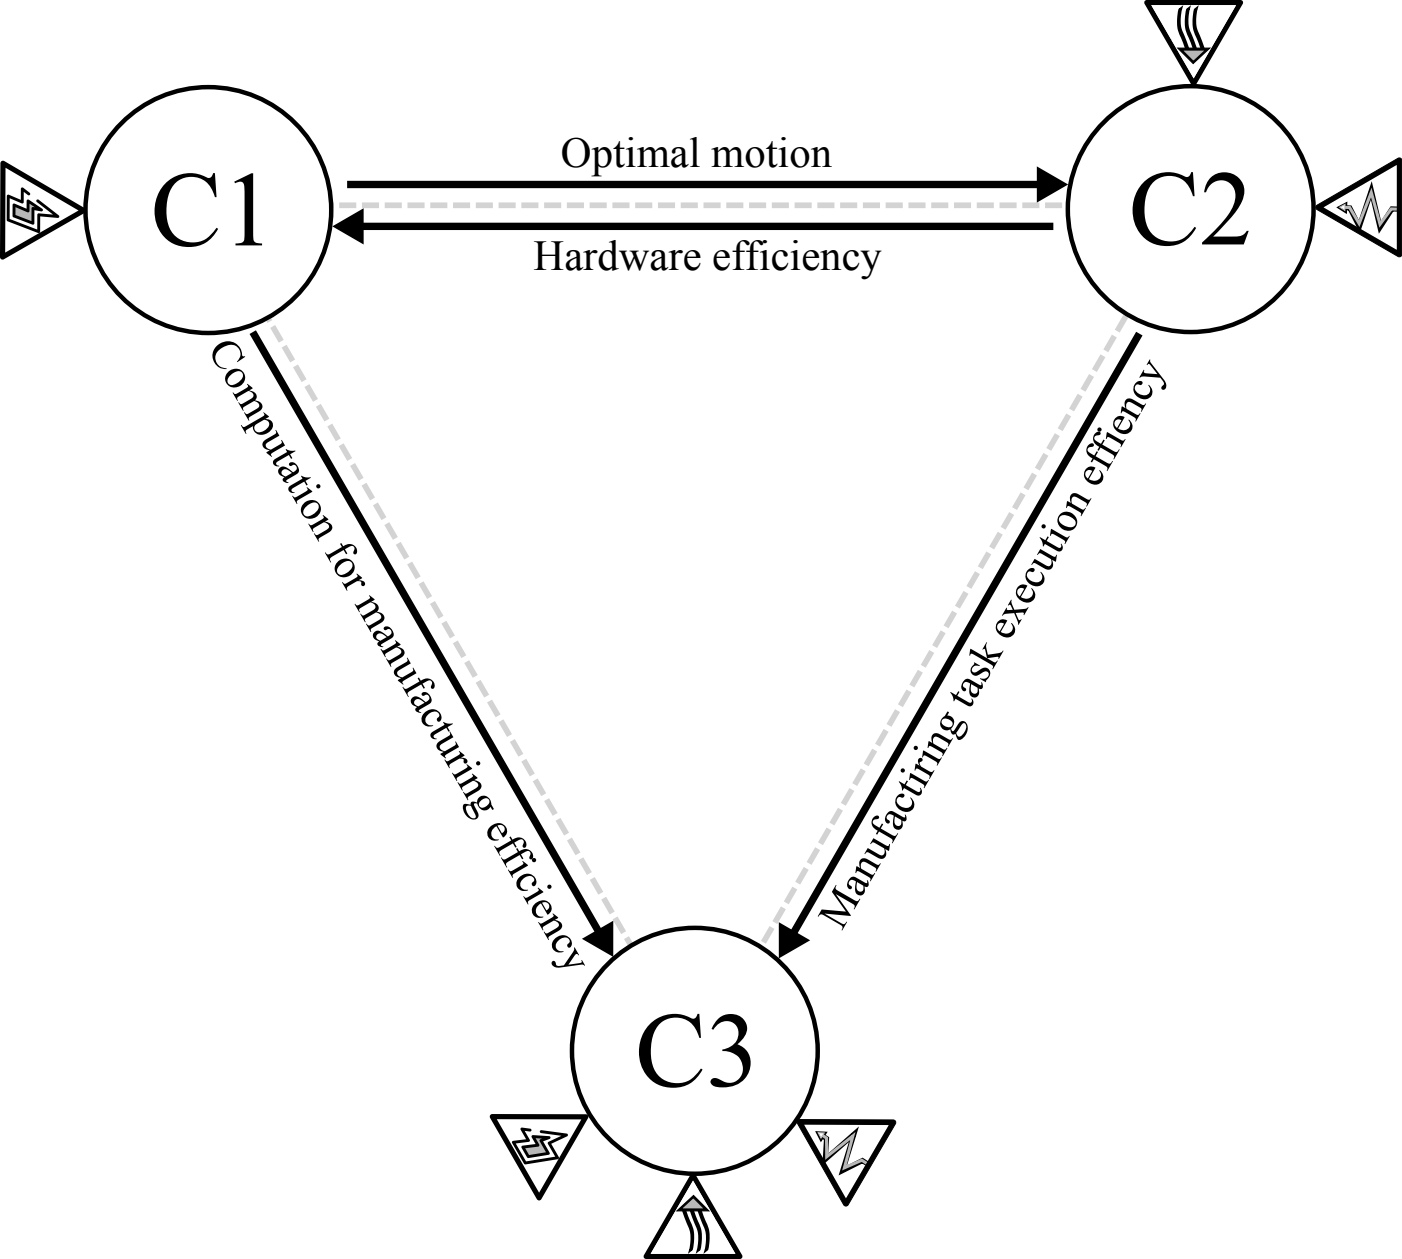 Optimal motion
C1
C2
Hardware efficiency
Computation for manufacturing efficiency
Manufactiring task execution effiency
C3